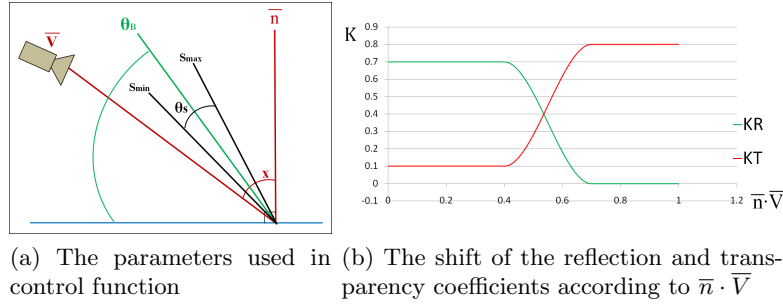 V
θB
n
Smax
Smin
θs
x
K
0.9
0.8
0.7
0.6
0.5
0.4
0.3
0.2
0.1
0
-0.1
0 0.2 0.4 0.6 0.8 1 1.2
n̅·V̅
KR
KT
(a) The parameters used in control function
(b) The shift of the reflection and transparency coefficients according to n̅ · V̅